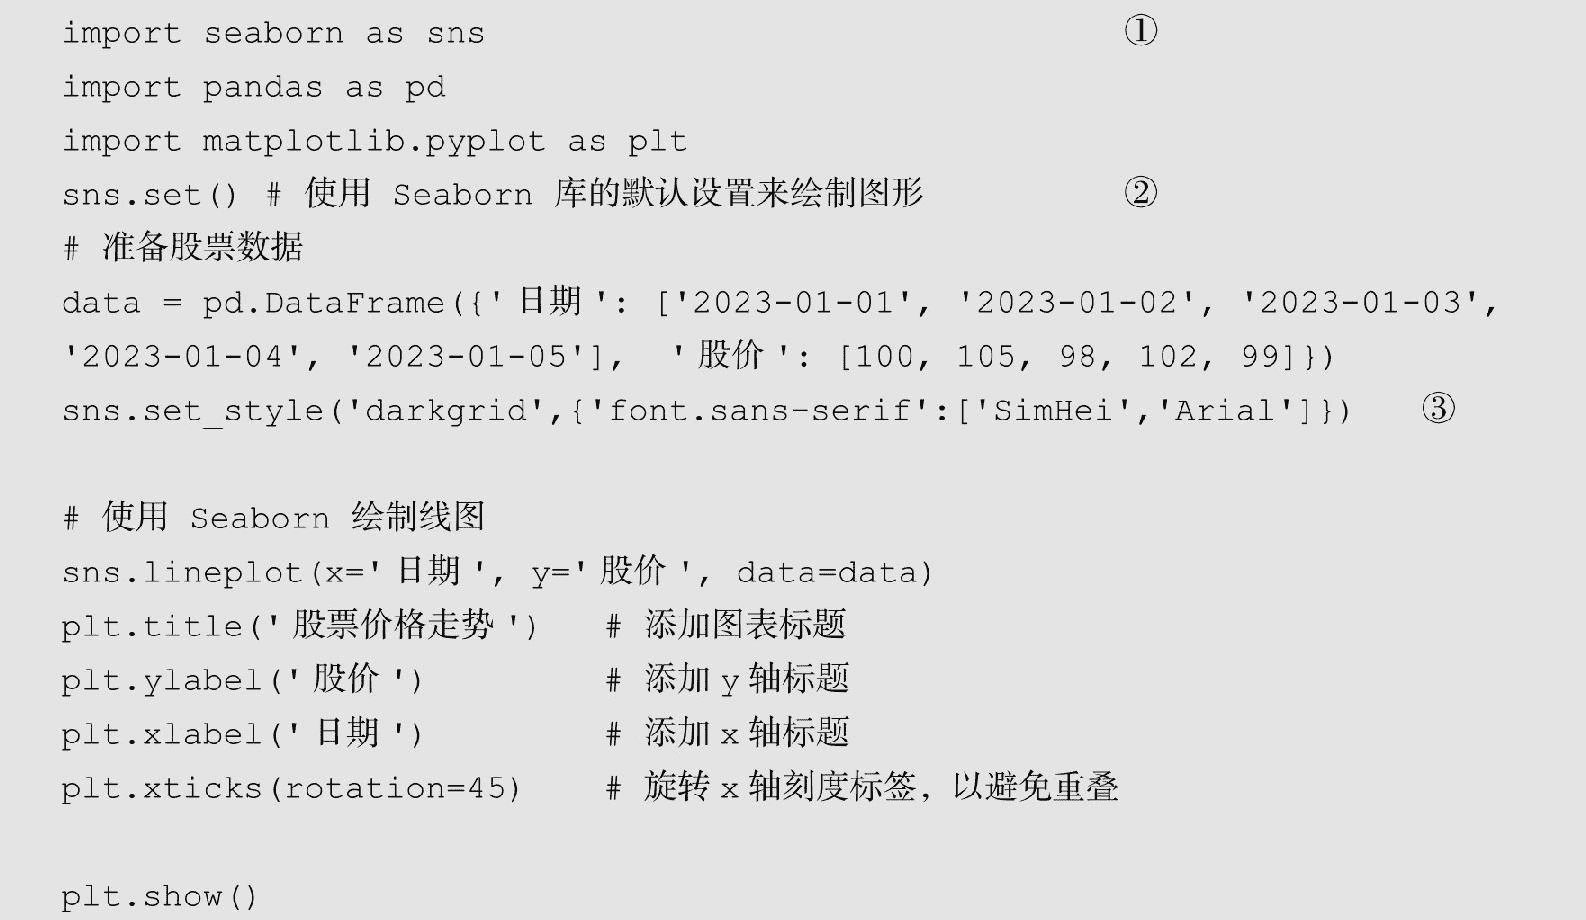 import seaborn as sns ①
import pandas as pd
import matplotlib.pyplot as plt
sns.set() # 使用 Seaborn 库的默认设置来绘制图形 ②
# 准备股票数据
data = pd.DataFrame({'日期': ['2023-01-01', '2023-01-02', '2023-01-03',
'2023-01-04', '2023-01-05'], '股价': [100, 105, 98, 102, 99]})
sns.set_style('darkgrid',{'font.sans-serif':['SimHei','Arial']}) ③
# 使用 Seaborn 绘制线图
sns.lineplot(x='日期', y='股价', data=data)
plt.title('股票价格走势') # 添加图表标题
plt.ylabel('股价') # 添加 y 轴标题
plt.xlabel('日期') # 添加 x 轴标题
plt.xticks(rotation=45) # 旋转 x 轴刻度标签，以避免重叠
plt.show()